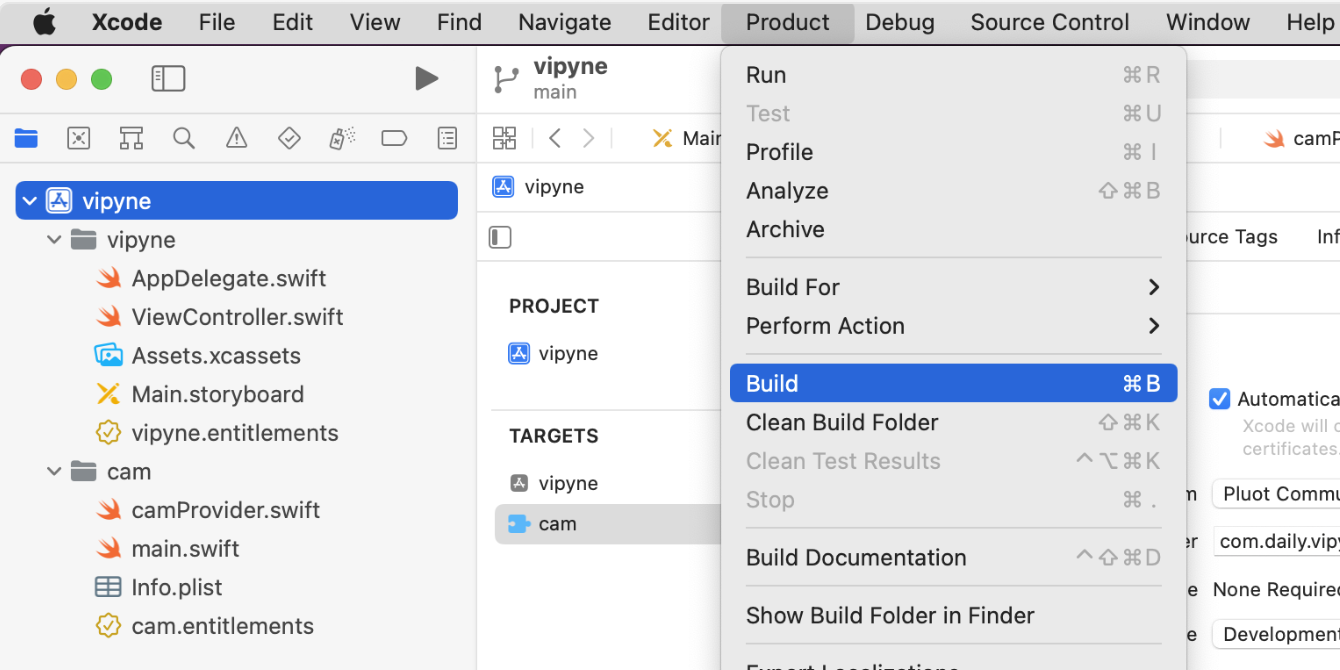 Xcode File Edit View Find Navigate Editor Product Debug Source Control Window Help
vipyne
main
Main
vipyne
PROJECT
vipyne
TARGETS
vipyne
cam
vipyne
vipyne
AppDelegate.swift
ViewController.swift
Assets.xcassets
Main.storyboard
vipyne.entitlements
cam
camProvider.swift
main.swift
Info.plist
cam.entitlements
Run ⌘R
Test ⌘U
Profile ⌘I
Analyze ⇧⌘B
Archive
Build For
Perform Action
Build ⌘B
Clean Build Folder ⇧⌘K
Clean Test Results ^⌥⌘K
Stop ⌘.
Build Documentation ^⇧⌘D
Show Build Folder in Finder
Export Localizations
camP
ource Tags Inf
Automatica
Xcode will c
certificates.
m Pluot Commu
er com.daily.vipy
e None Required
e Development